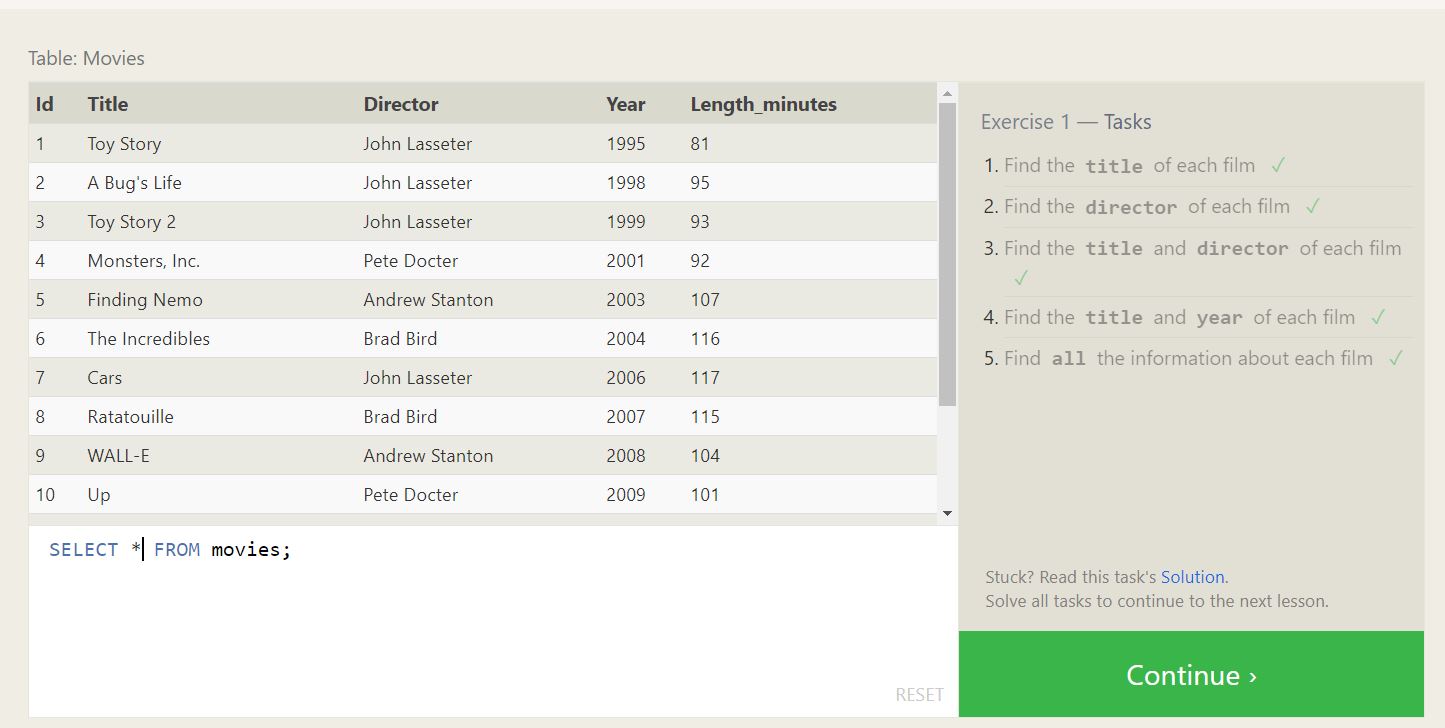 Table: Movies
Id Title Director Year Length_minutes
1 Toy Story John Lasseter 1995 81
2 A Bug's Life John Lasseter 1998 95
3 Toy Story 2 John Lasseter 1999 93
4 Monsters, Inc. Pete Docter 2001 92
5 Finding Nemo Andrew Stanton 2003 107
6 The Incredibles Brad Bird 2004 116
7 Cars John Lasseter 2006 117
8 Ratatouille Brad Bird 2007 115
9 WALL-E Andrew Stanton 2008 104
10 Up Pete Docter 2009 101
SELECT * FROM movies;
RESET
Exercise 1 — Tasks
1. Find the title of each film ✓
2. Find the director of each film ✓
3. Find the title and director of each film
✓
4. Find the title and year of each film ✓
5. Find all the information about each film ✓
Stuck? Read this task's Solution.
Solve all tasks to continue to the next lesson.
Continue ›